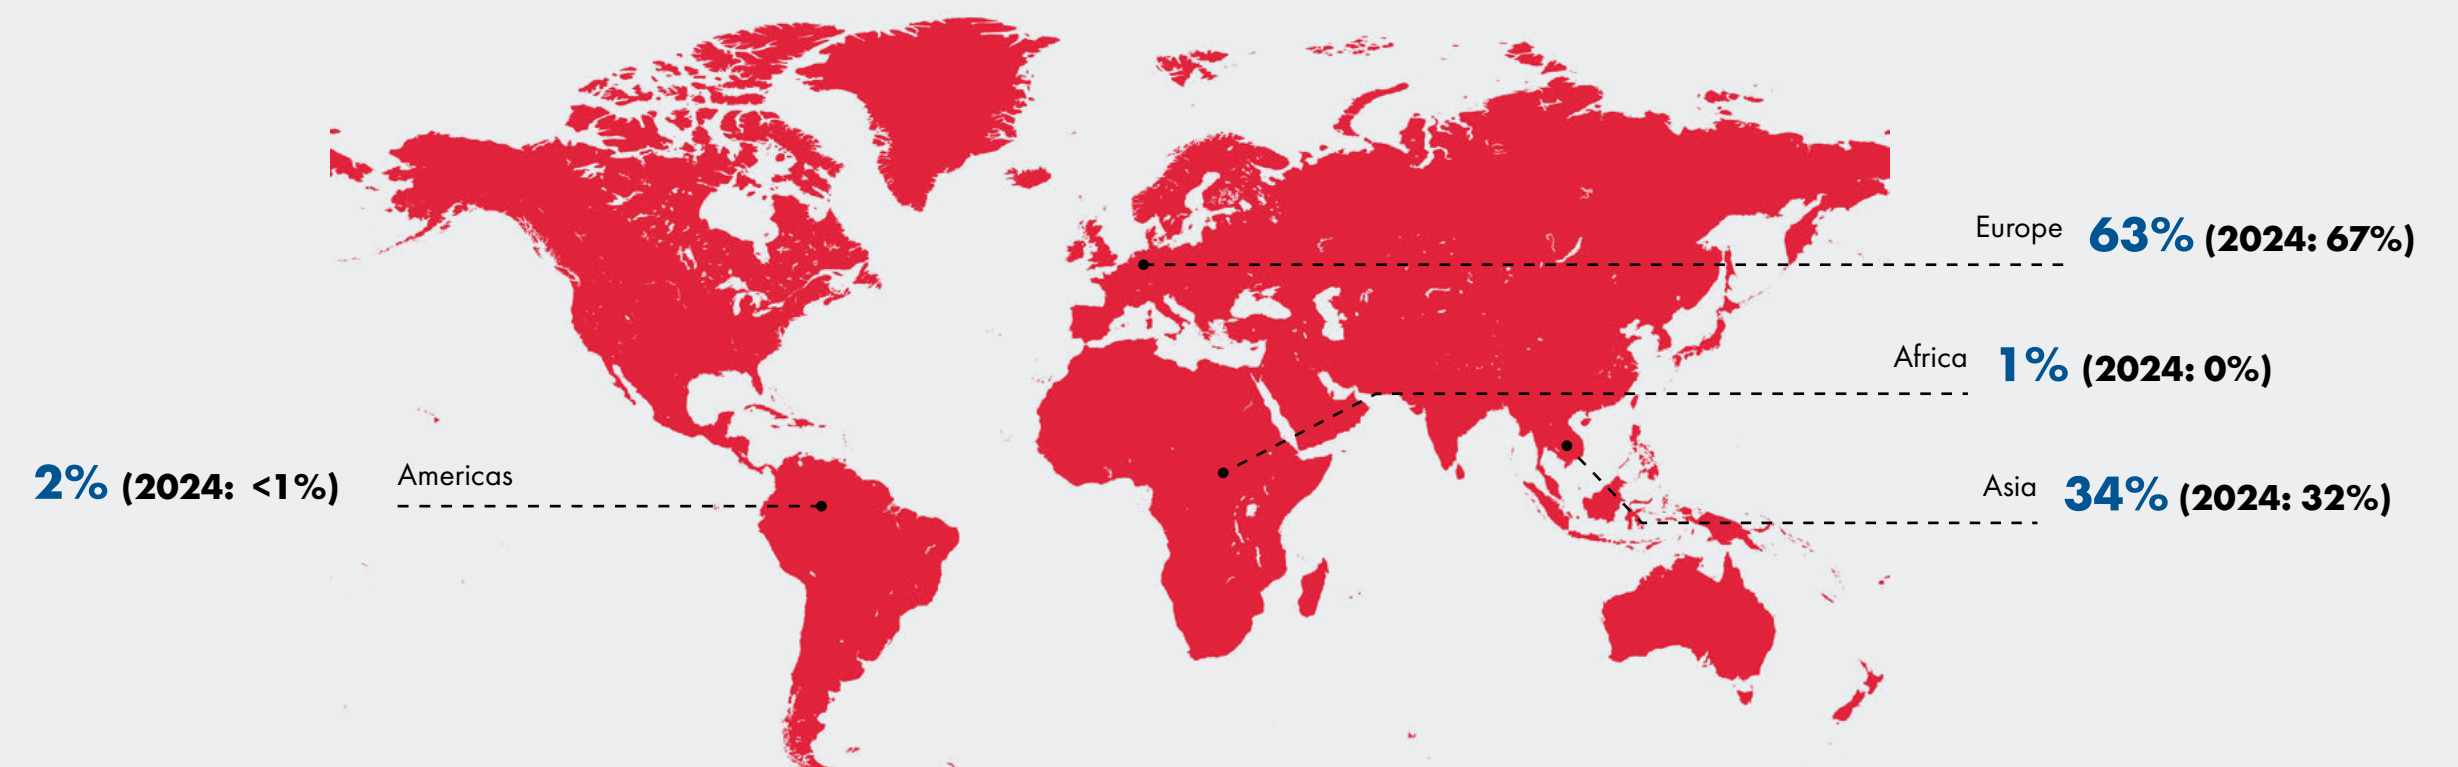 Europe 63% (2024: 67%)
Africa 1% (2024: 0%)
2% (2024: <1%) Americas
Asia 34% (2024: 32%)